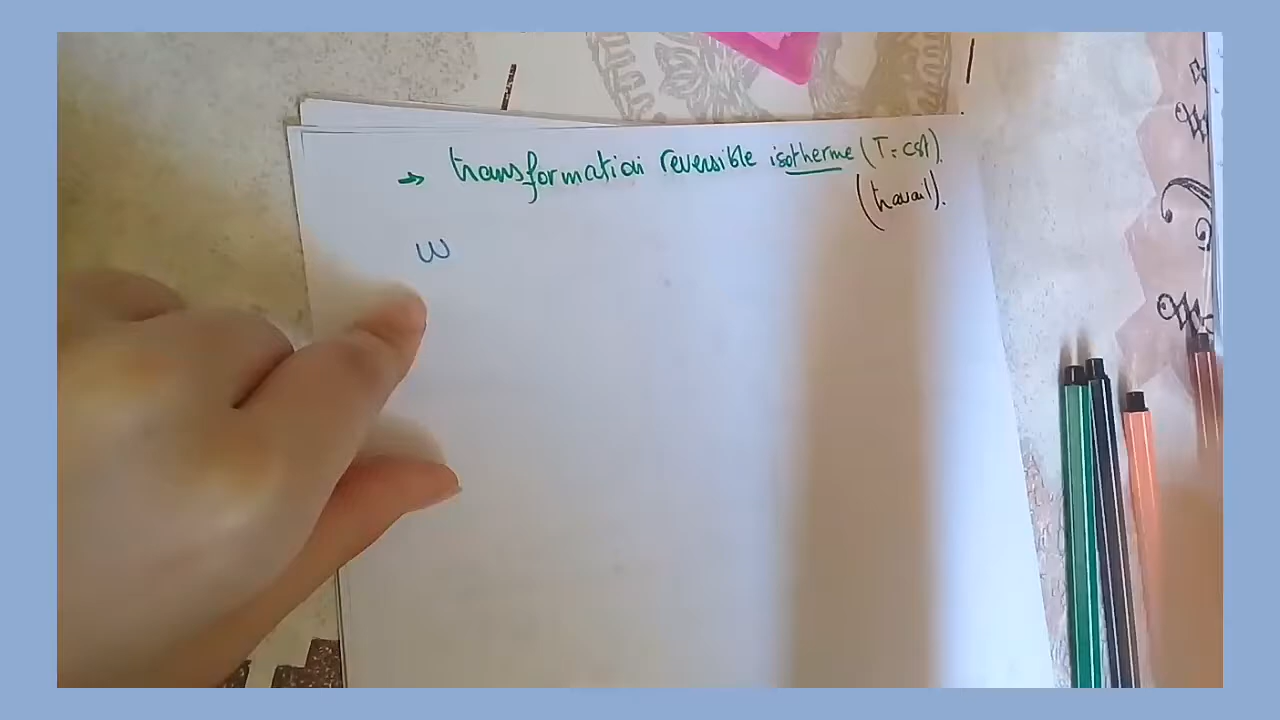 → transformation reversible isotherme (T = cst).
(travail).
W